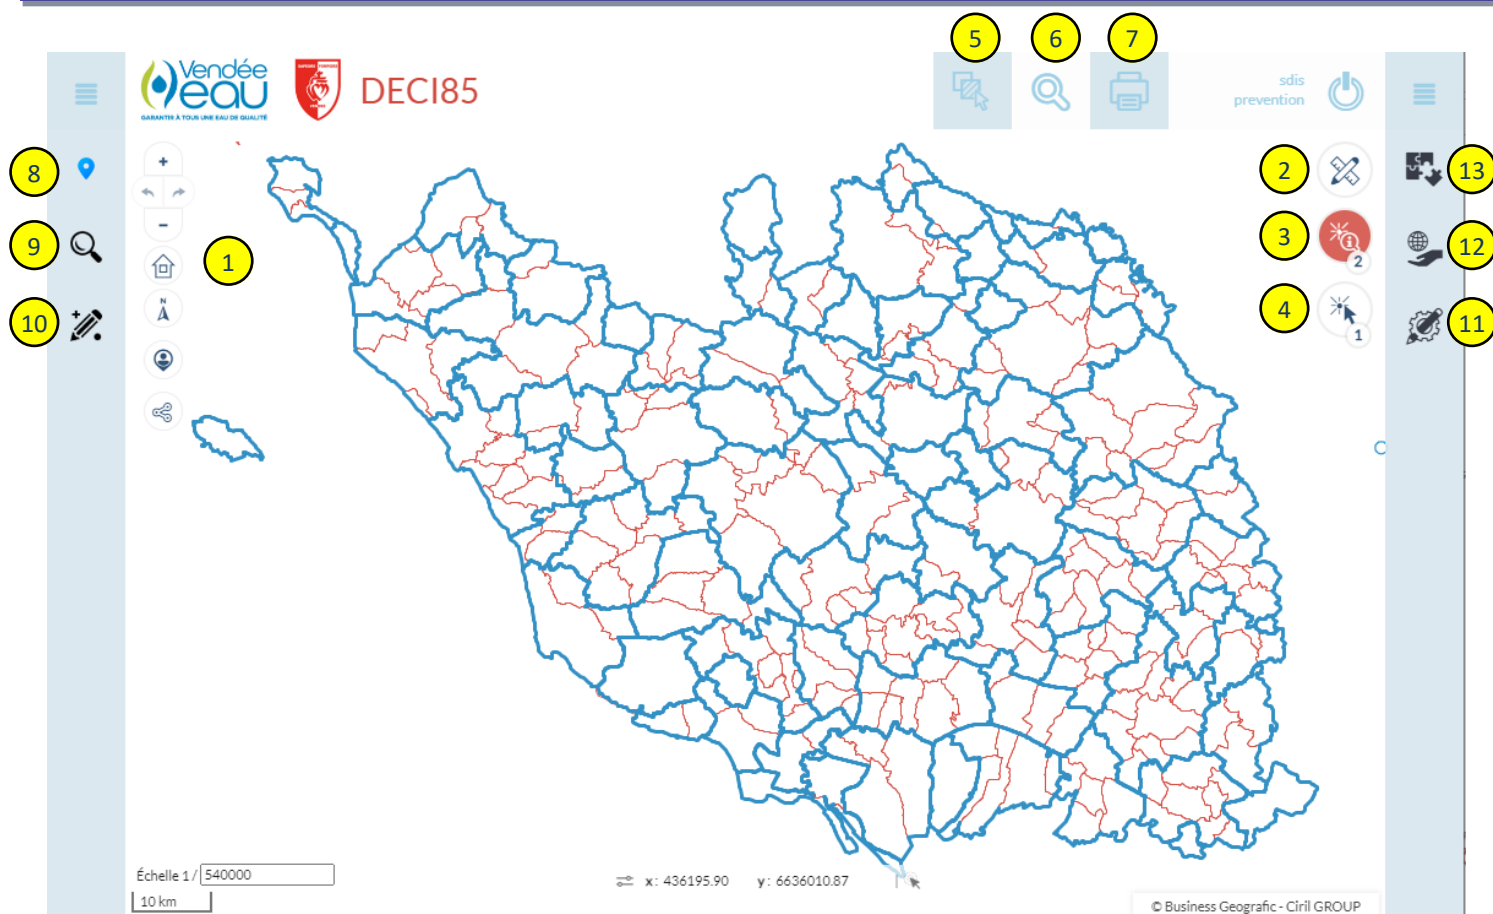 5
6
7
Vendée
eau
GARANTIR À TOUS UNE EAU DE QUALITÉ
DECI85
sdis
prevention
8
+
2
13
9
-
1
3
2
12
10
N
4
1
11
Échelle 1 / 540000
10 km
x: 436195.90 y: 6636010.87
© Business Geografic - Ciril GROUP